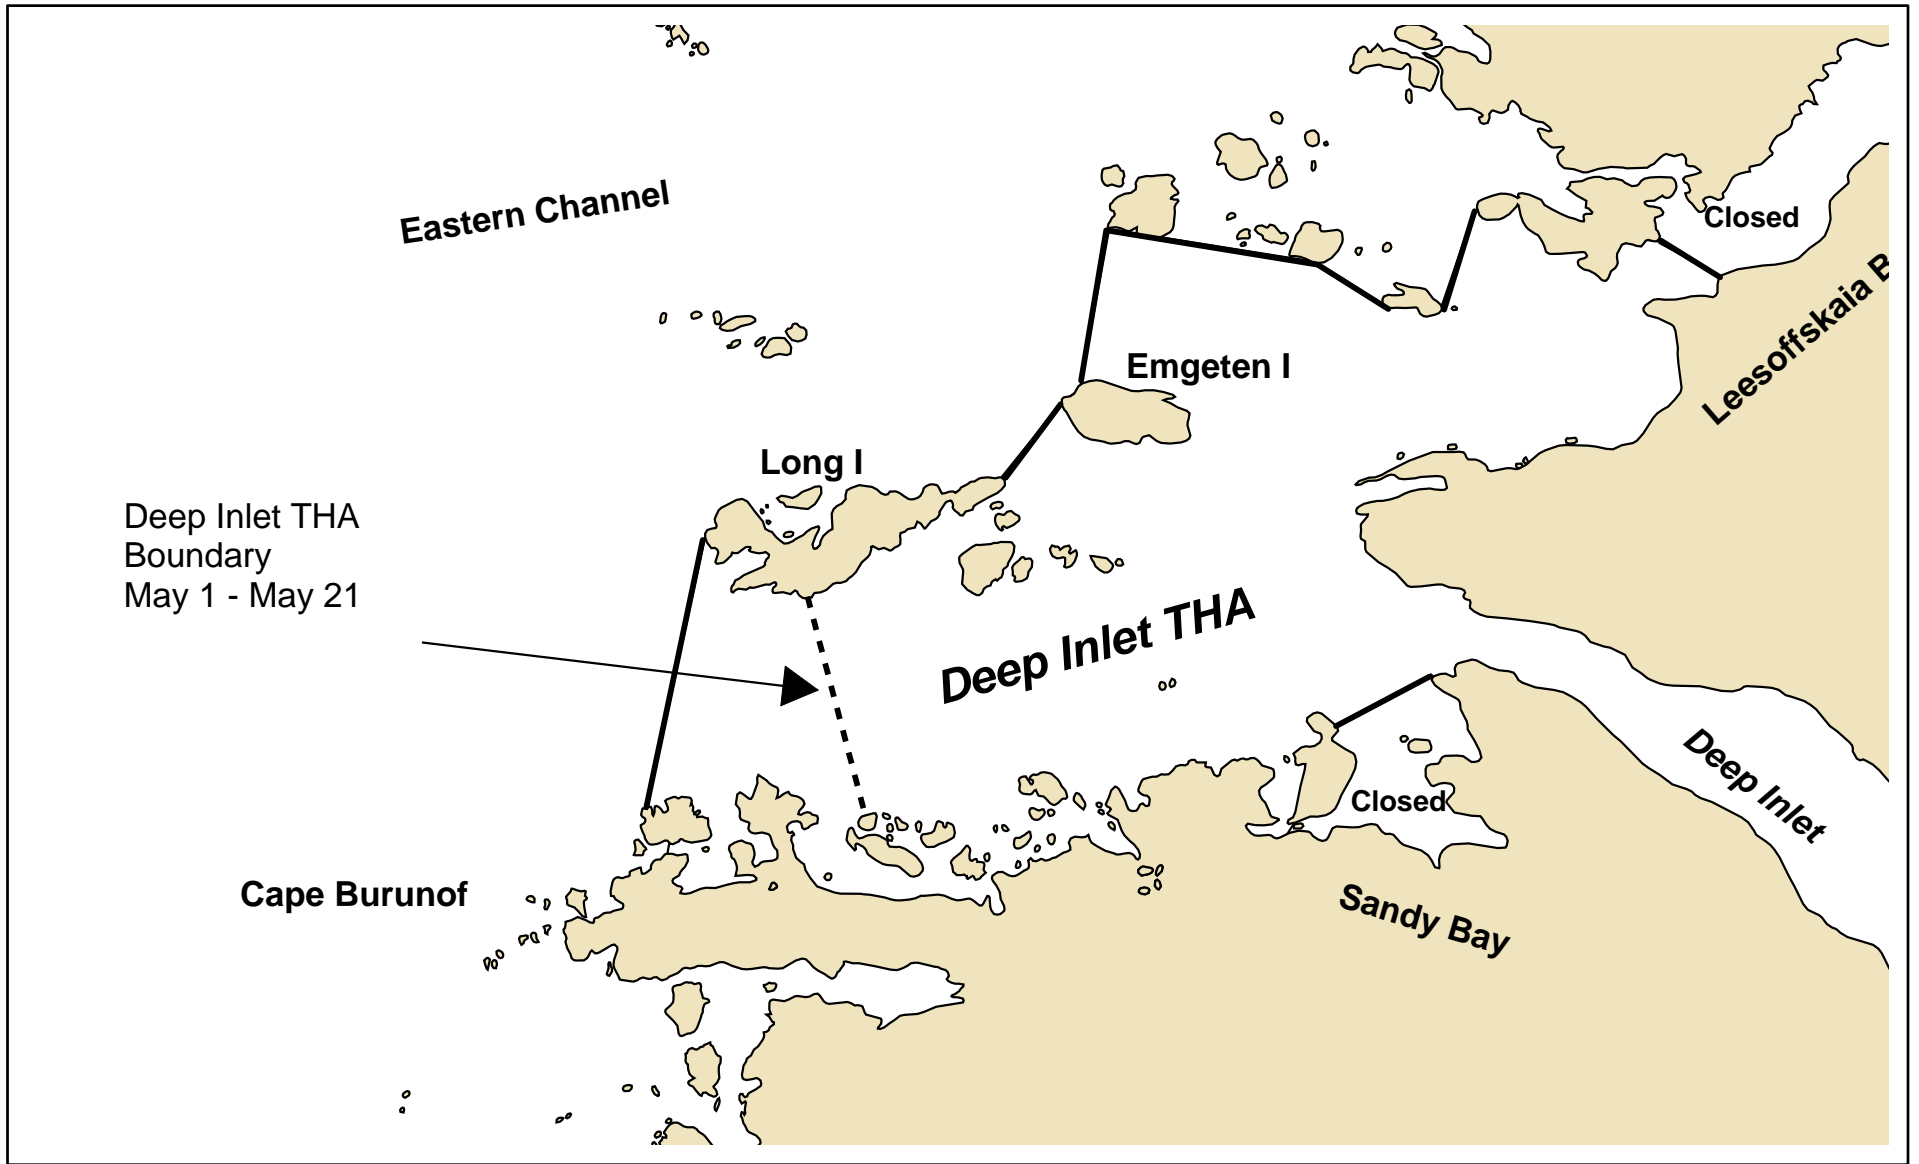 Eastern Channel
Closed
Leesoffskaia B
Emgeten I
Long I
Deep Inlet THA
Boundary
May 1 - May 21
Deep Inlet THA
Deep Inlet
Closed
Cape Burunof
Sandy Bay